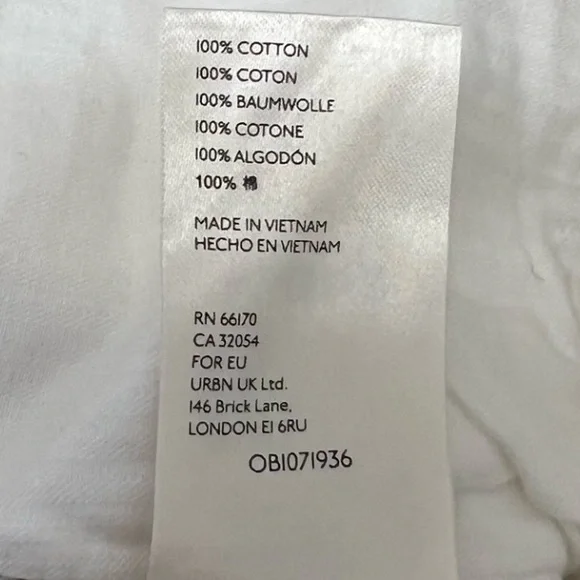 100% COTTON
100% COTON
100% BAUMWOLLE
100% COTONE
100% ALGODÓN
100% 棉
MADE IN VIETNAM
HECHO EN VIETNAM
RN 66170
CA 32054
FOR EU
URBN UK Ltd.
146 Brick Lane,
LONDON E1 6RU
OB1071936